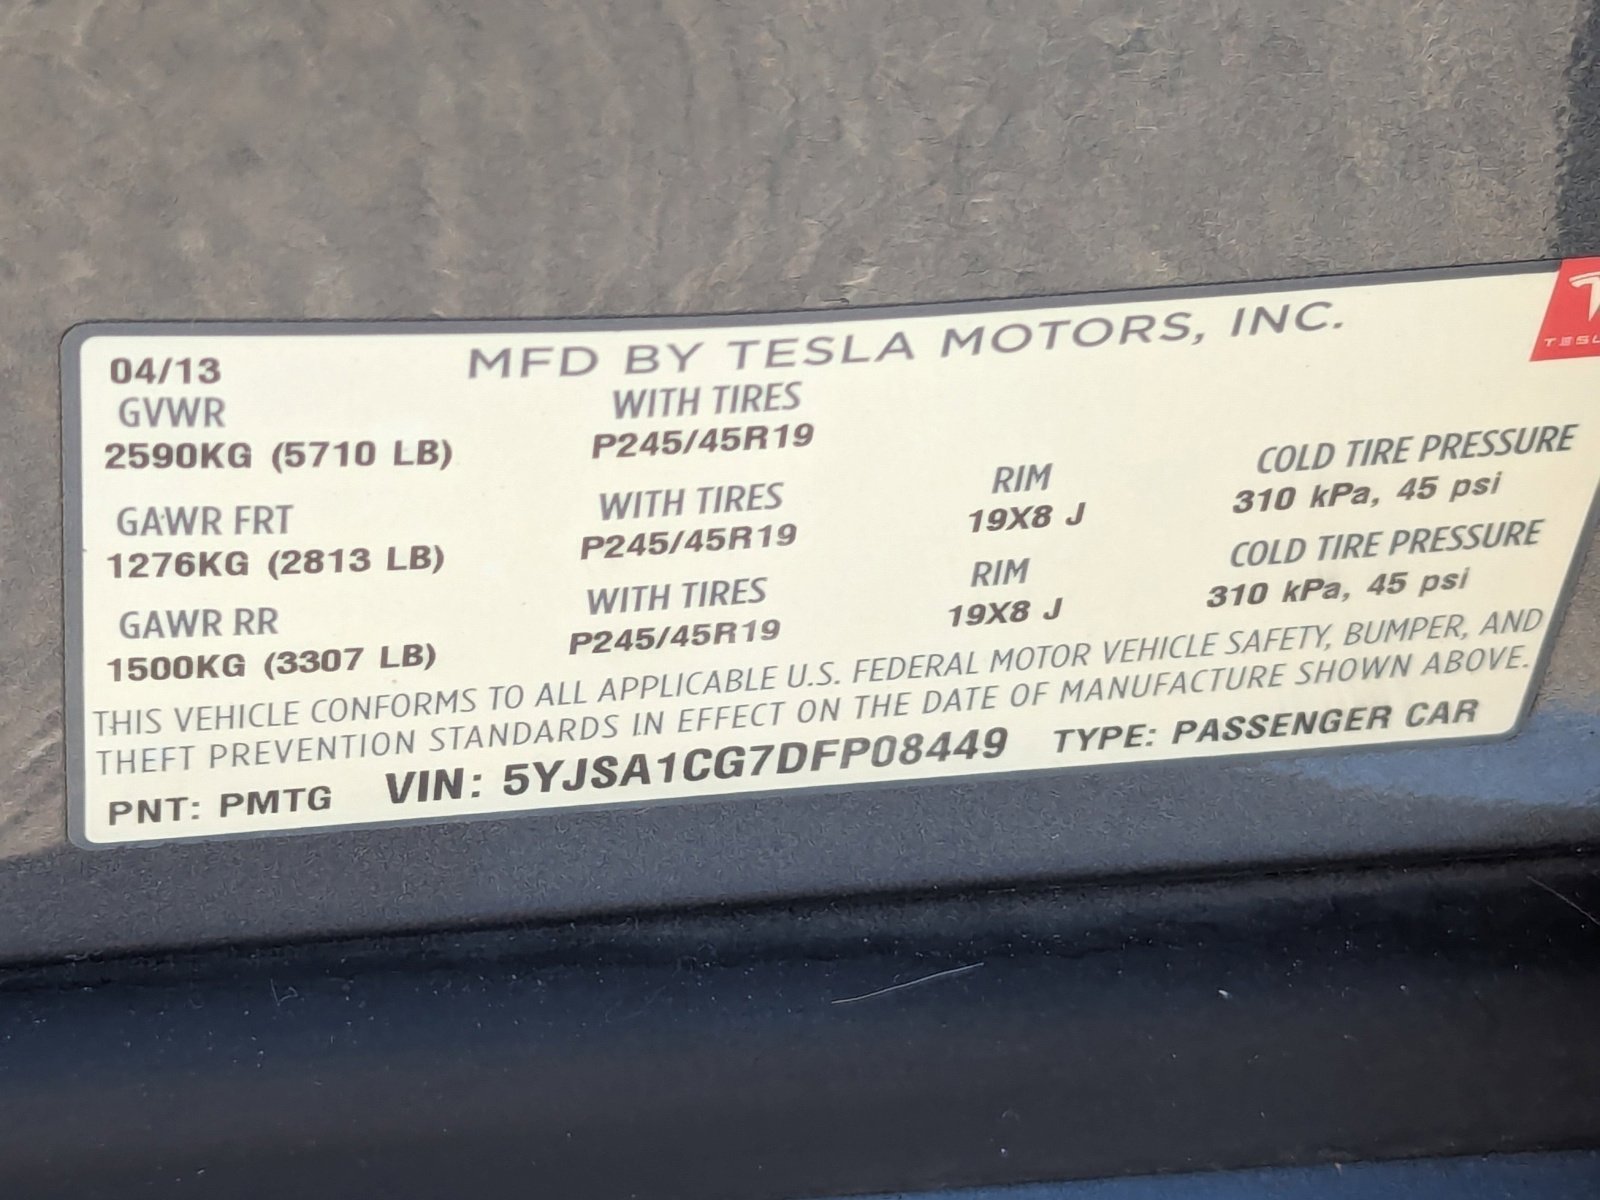 04/13 MFD BY TESLA MOTORS, INC.
TESL
GVWR WITH TIRES
2590KG (5710 LB) P245/45R19
GAWR FRT WITH TIRES RIM COLD TIRE PRESSURE
1276KG (2813 LB) P245/45R19 19X8 J 310 kPa, 45 psi
GAWR RR WITH TIRES RIM COLD TIRE PRESSURE
1500KG (3307 LB) P245/45R19 19X8 J 310 kPa, 45 psi
THIS VEHICLE CONFORMS TO ALL APPLICABLE U.S. FEDERAL MOTOR VEHICLE SAFETY, BUMPER, AND
THEFT PREVENTION STANDARDS IN EFFECT ON THE DATE OF MANUFACTURE SHOWN ABOVE.
PNT: PMTG VIN: 5YJSA1CG7DFP08449 TYPE: PASSENGER CAR